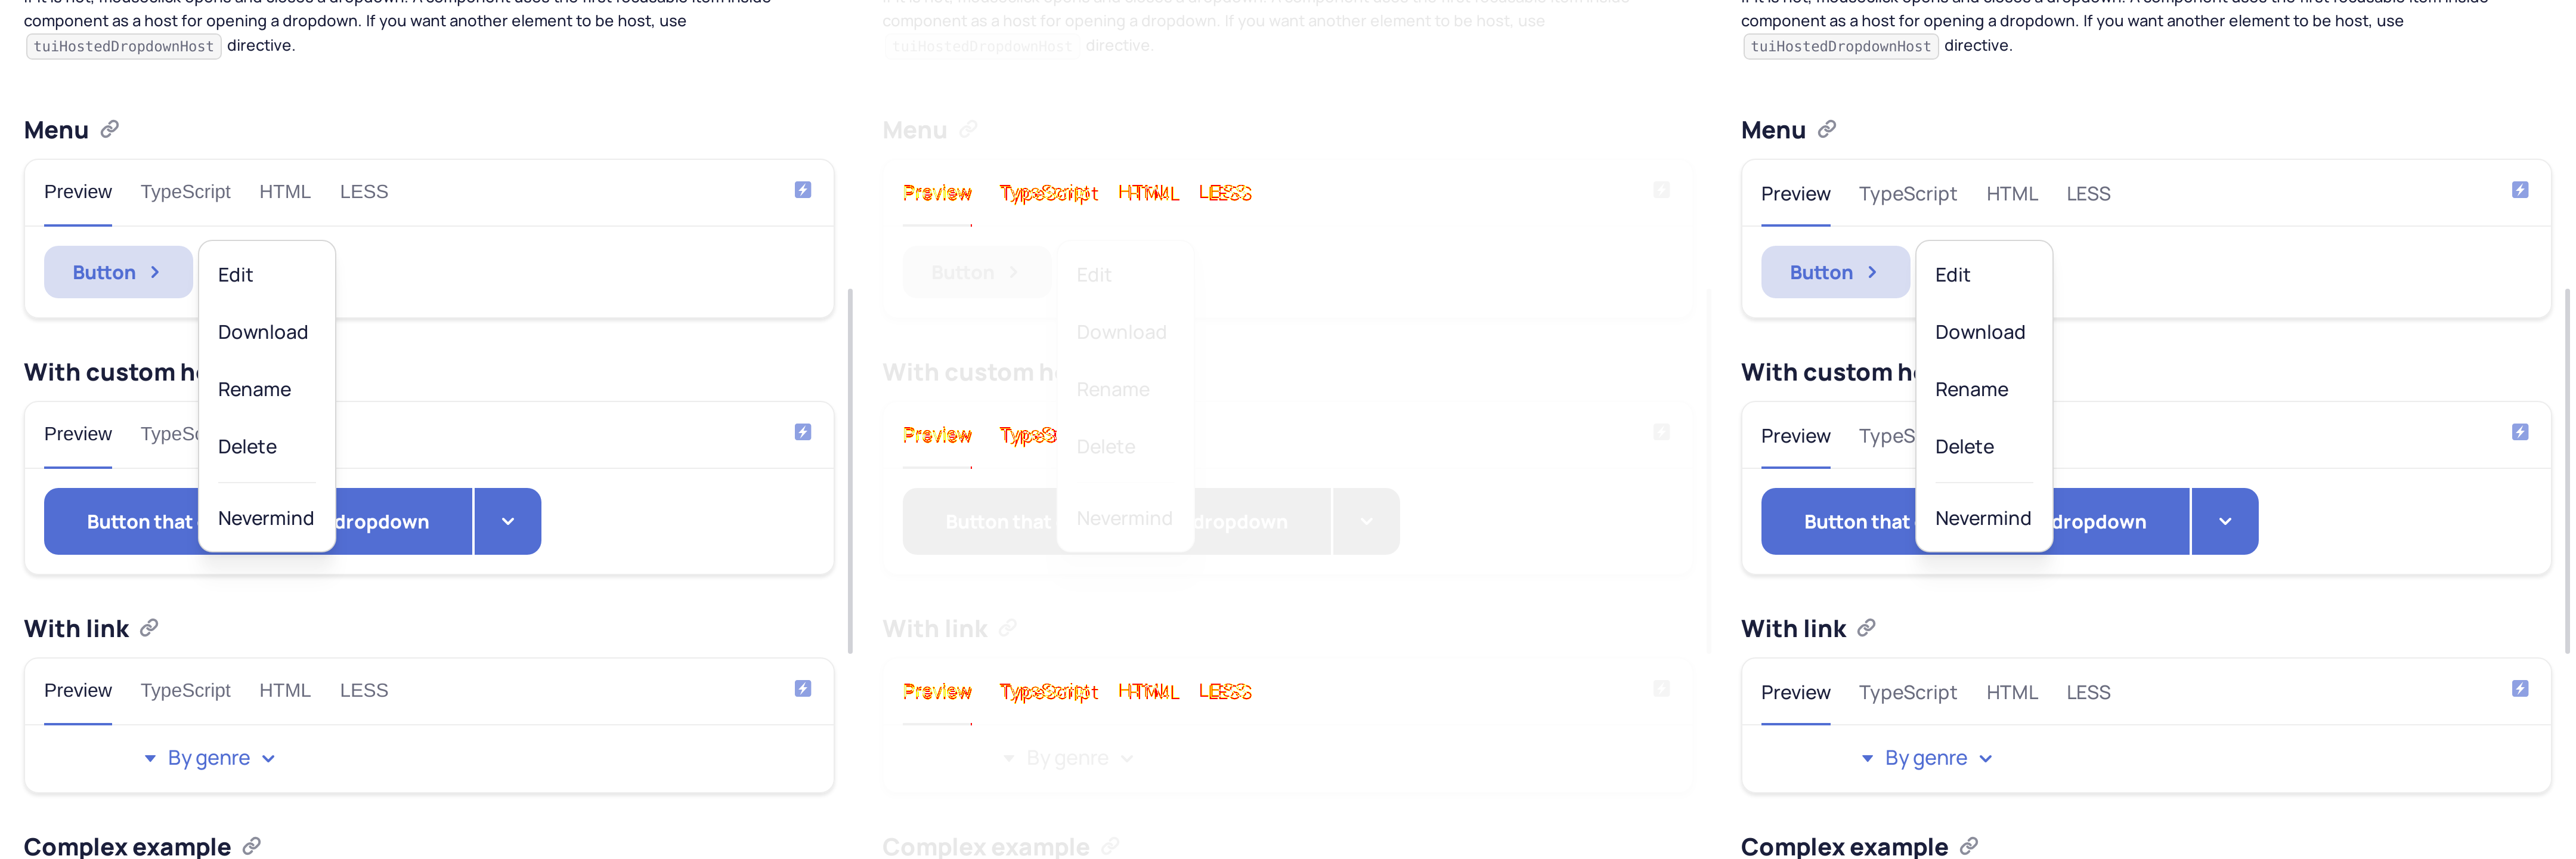 component as a host for opening a dropdown. If you want another element to be host, use
tuiHostedDropdownHost directive.
Menu
Preview TypeScript HTML LESS
Button
Edit
Download
With custom h
Rename
Preview TypeSc
Delete
Button that dropdown
Nevermind
With link
Preview TypeScript HTML LESS
By genre
Complex example
component as a host for opening a dropdown. If you want another element to be host, use
tuiHostedDropdownHost directive.
Menu
Preview TypeScript HTML LESS
Button
Edit
Download
With custom h
Rename
Preview TypeS
Delete
Button that dropdown
Nevermind
With link
Preview TypeScript HTML LESS
By genre
Complex example
component as a host for opening a dropdown. If you want another element to be host, use
tuiHostedDropdownHost directive.
Menu
Preview TypeScript HTML LESS
Button
Edit
Download
With custom h
Rename
Preview TypeS
Delete
Button that dropdown
Nevermind
With link
Preview TypeScript HTML LESS
By genre
Complex example